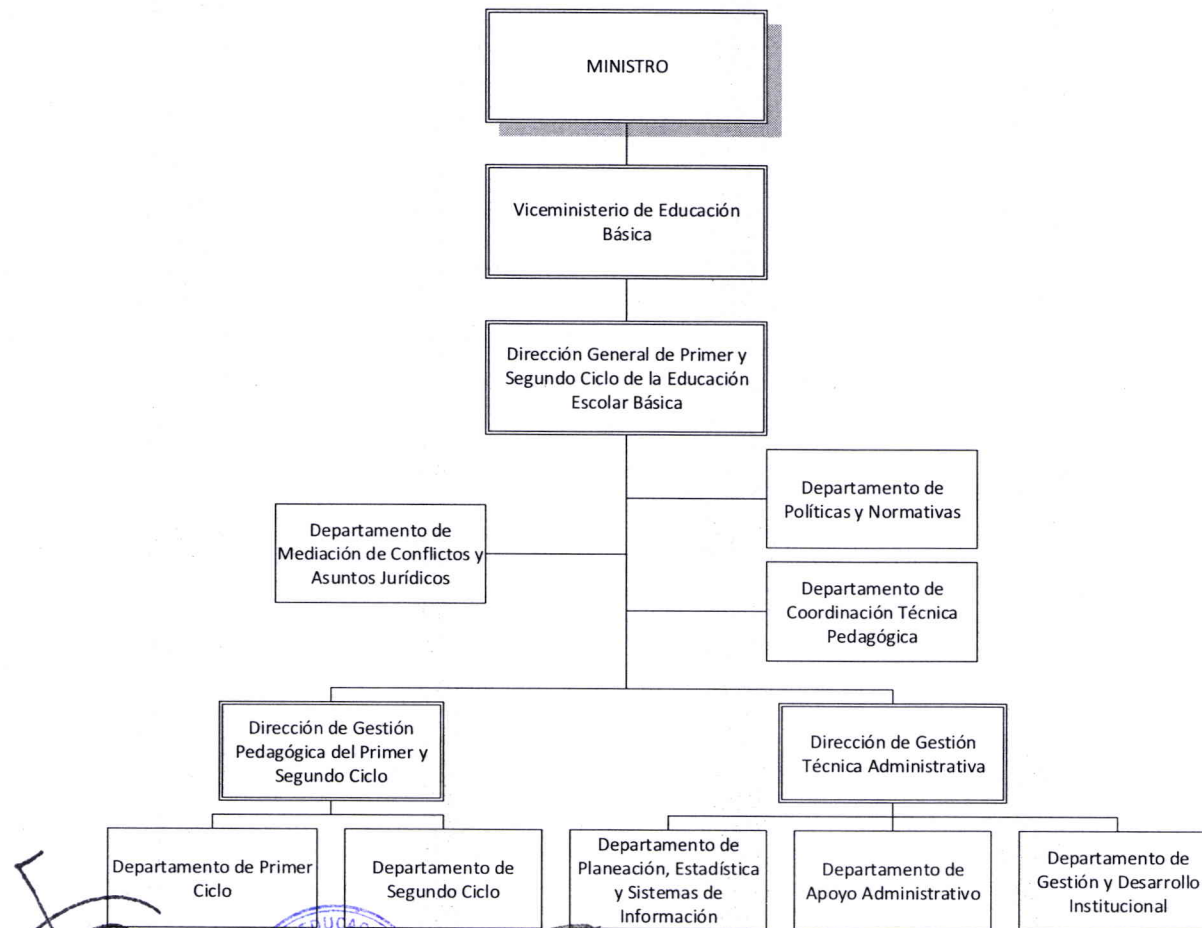 MINISTRO
Viceministerio de Educación
Básica
Dirección General de Primer y
Segundo Ciclo de la Educación
Escolar Básica
Departamento de
Políticas y Normativas
Departamento de
Mediación de Conflictos y
Asuntos Jurídicos
Departamento de
Coordinación Técnica
Pedagógica
Dirección de Gestión
Pedagógica del Primer y
Segundo Ciclo
Dirección de Gestión
Técnica Administrativa
Departamento de Primer
Ciclo
Departamento de
Segundo Ciclo
Departamento de
Planeación, Estadística
y Sistemas de
Información
Departamento de
Apoyo Administrativo
Departamento de
Gestión y Desarrollo
Institucional